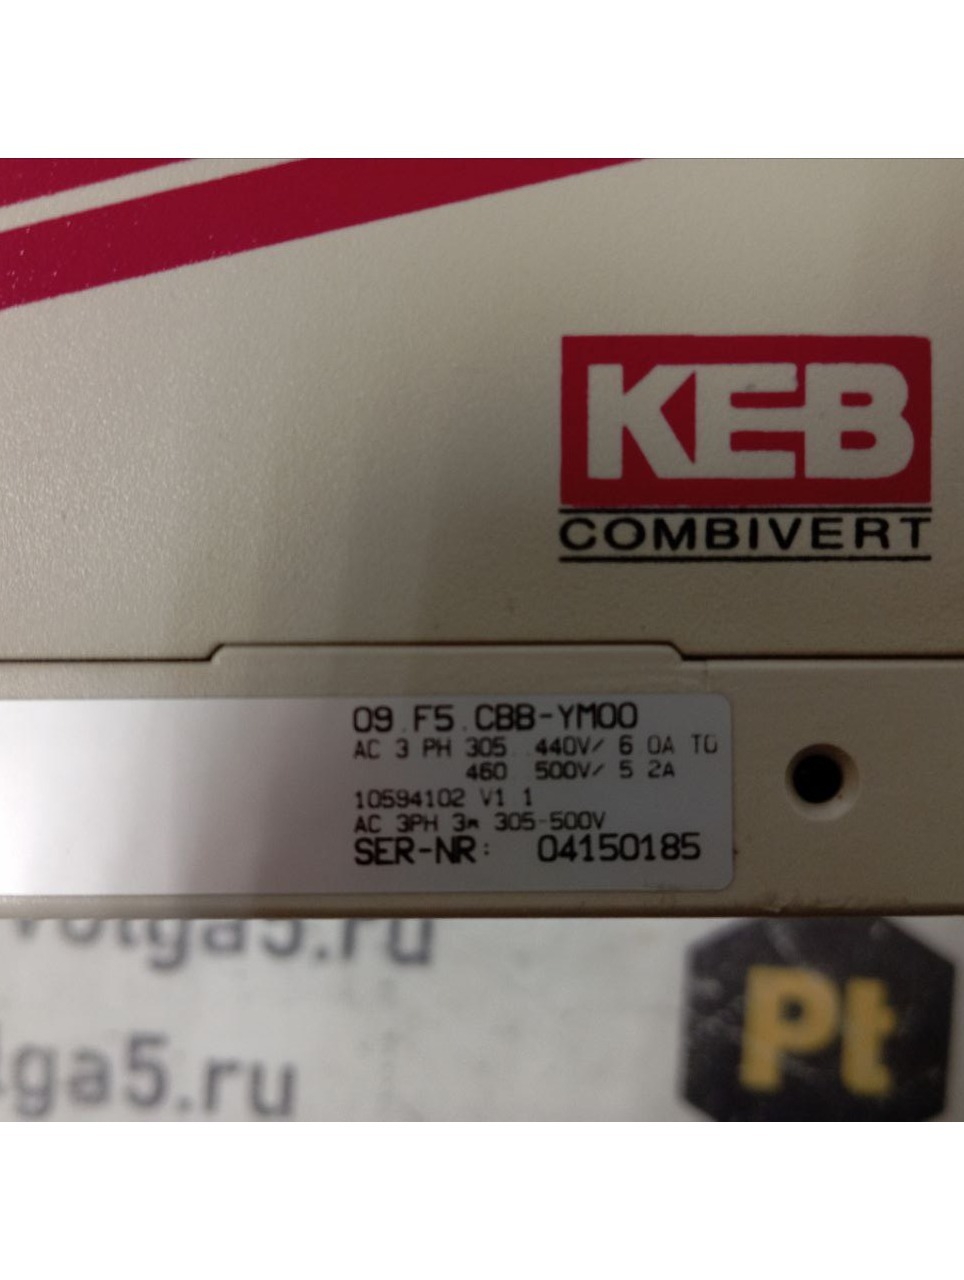 KEB
COMBIVERT
09.F5.CBB-YM00
AC 3 PH 305..440V/ 6.0A TO
460..500V/ 5.2A
10594102 V1.1
AC 3PH 3m 305-500V
SER-NR: 04150185
volga5.ru
lga5.ru
Pt